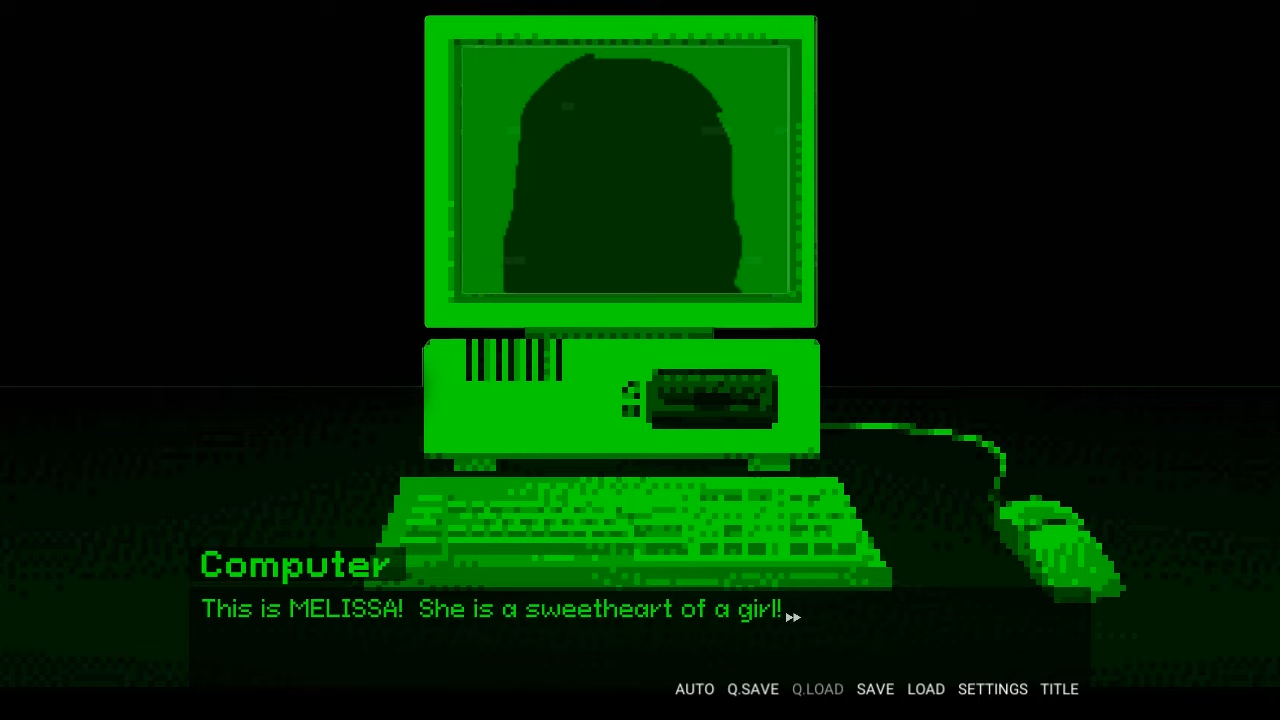 Computer
This is MELISSA!  She is a sweetheart of a girl!
AUTO Q.SAVE Q.LOAD SAVE LOAD SETTINGS TITLE